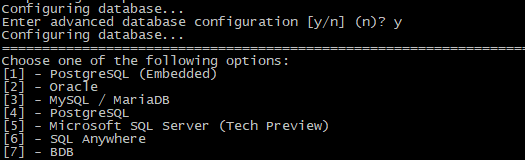 Configuring database...
Enter advanced database configuration [y/n] (n)? y
Configuring database...
=====================================================================
Choose one of the following options:
[1] - PostgreSQL (Embedded)
[2] - Oracle
[3] - MySQL / MariaDB
[4] - PostgreSQL
[5] - Microsoft SQL Server (Tech Preview)
[6] - SQL Anywhere
[7] - BDB